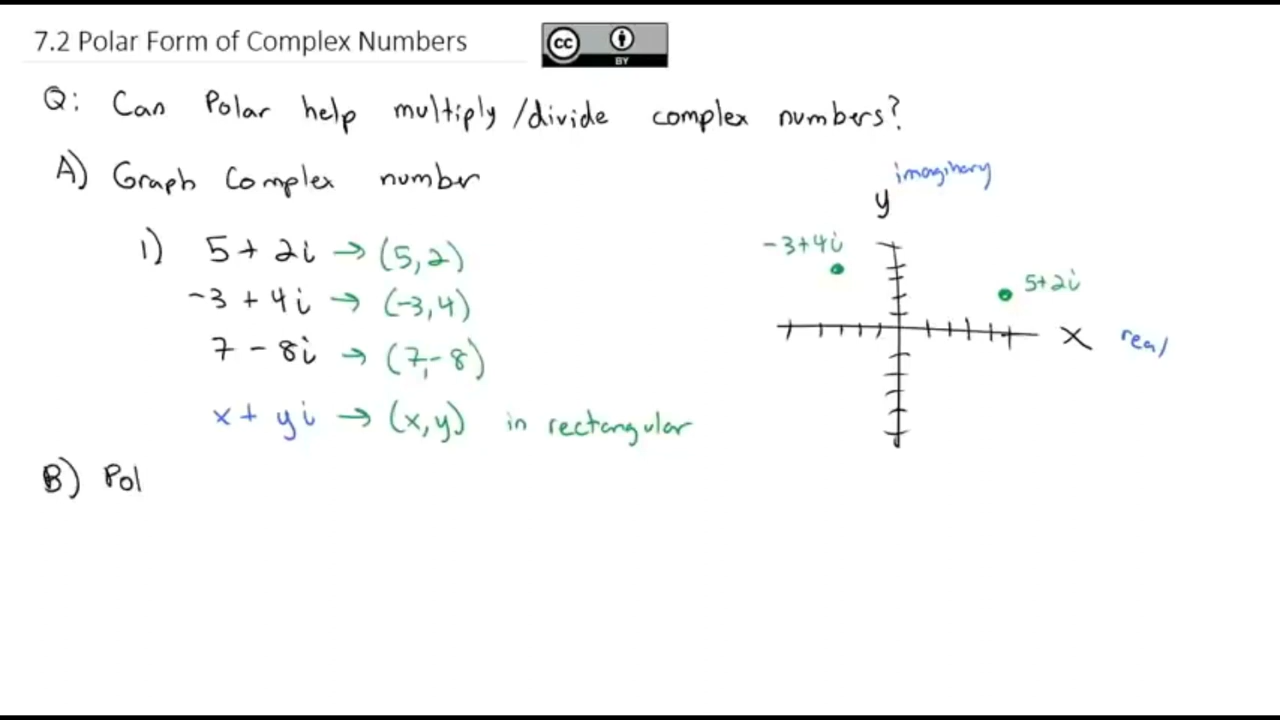 7.2 Polar Form of Complex Numbers
cc BY
Q: Can Polar help multiply/divide complex numbers?
A) Graph Complex number
imaginary
y
1) 5 + 2i → (5,2)
-3+4i
-3 + 4i → (-3,4)
5+2i
7 - 8i → (7,-8)
x real
x + yi → (x,y) in rectangular
B) Pol